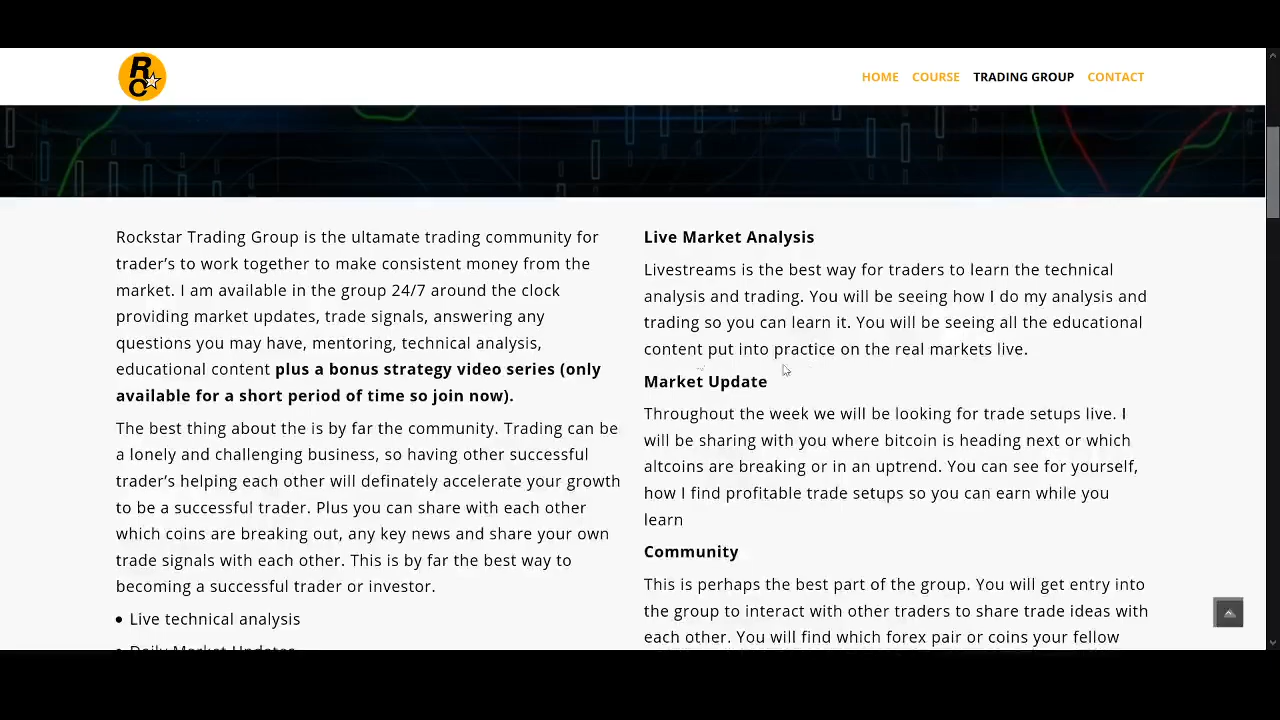 R
C
HOME COURSE TRADING GROUP CONTACT
Rockstar Trading Group is the ultamate trading community for
trader's to work together to make consistent money from the
market. I am available in the group 24/7 around the clock
providing market updates, trade signals, answering any
questions you may have, mentoring, technical analysis,
educational content plus a bonus strategy video series (only
available for a short period of time so join now).
The best thing about the is by far the community. Trading can be
a lonely and challenging business, so having other successful
trader's helping each other will definately accelerate your growth
to be a successful trader. Plus you can share with each other
which coins are breaking out, any key news and share your own
trade signals with each other. This is by far the best way to
becoming a successful trader or investor.
• Live technical analysis
• Daily Market Updates
Live Market Analysis
Livestreams is the best way for traders to learn the technical
analysis and trading. You will be seeing how I do my analysis and
trading so you can learn it. You will be seeing all the educational
content put into practice on the real markets live.
Market Update
Throughout the week we will be looking for trade setups live. I
will be sharing with you where bitcoin is heading next or which
altcoins are breaking or in an uptrend. You can see for yourself,
how I find profitable trade setups so you can earn while you
learn
Community
This is perhaps the best part of the group. You will get entry into
the group to interact with other traders to share trade ideas with
each other. You will find which forex pair or coins your fellow